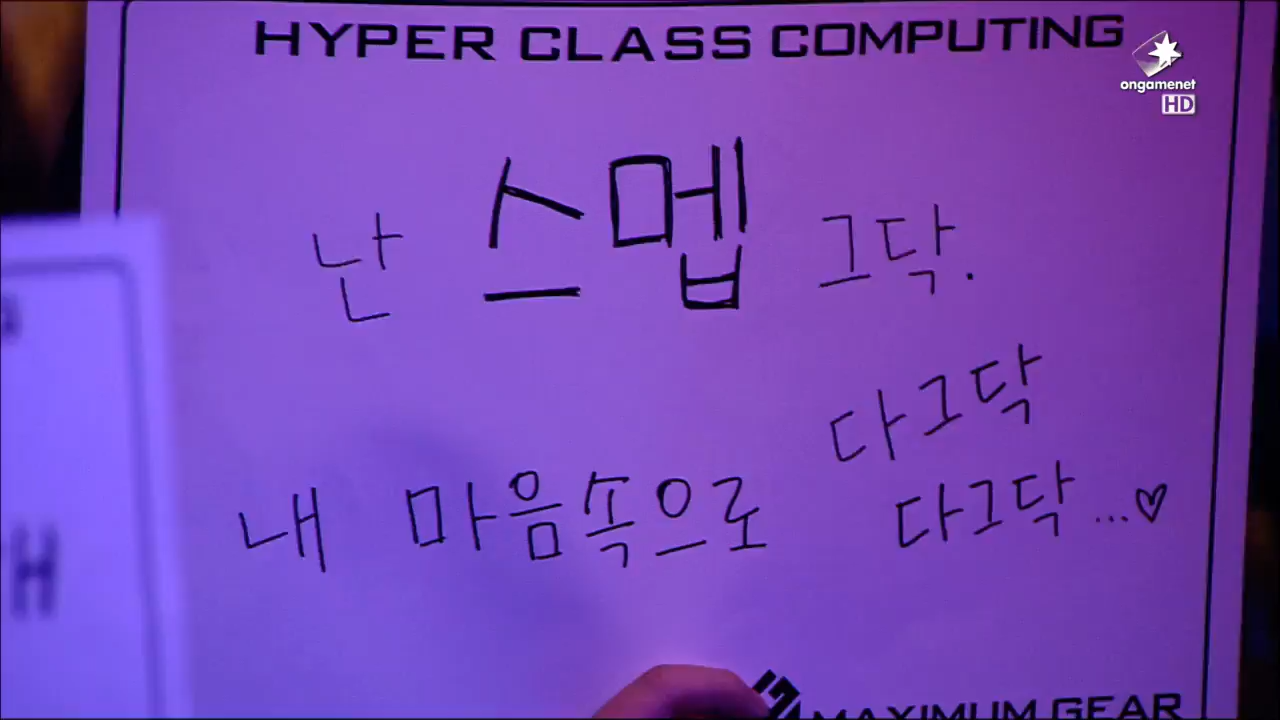 HYPER CLASS COMPUTING
ongamenet
HD
난 스멥 그닥.
다그닥
내 마음속으로 다그닥...♡
MAXIMUM GEAR